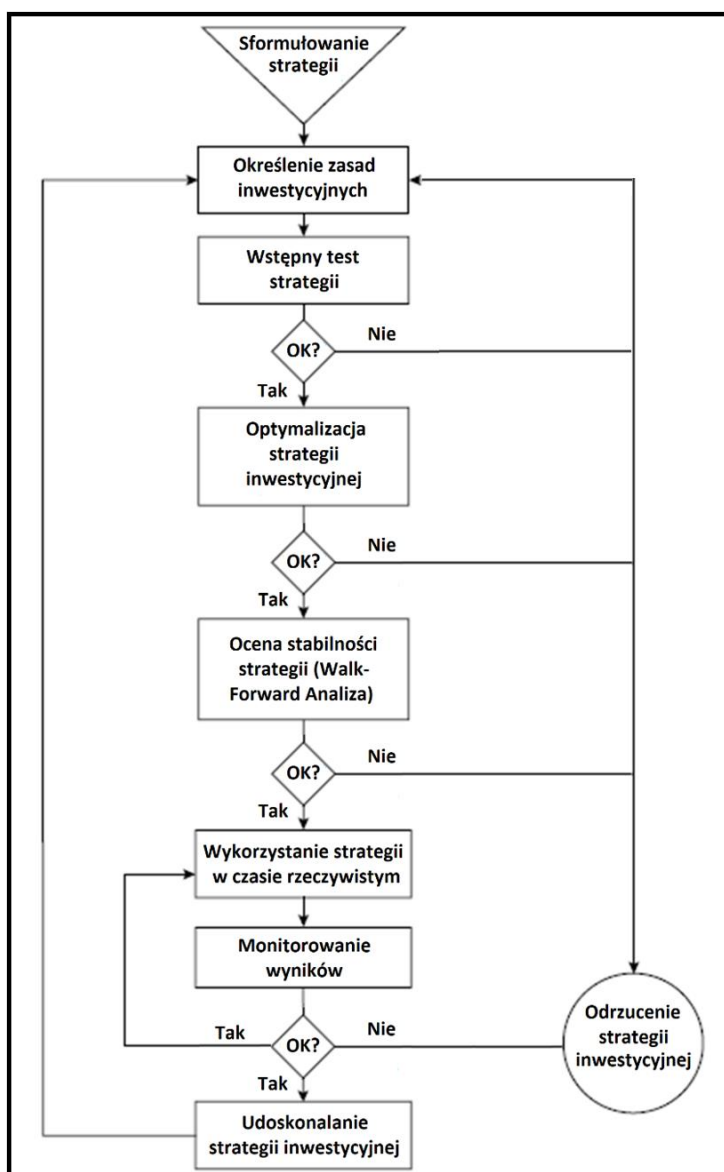 Sformułowanie
strategii
Określenie zasad
inwestycyjnych
Wstępny test
strategii
OK?
Nie
Tak
Optymalizacja
strategii
inwestycyjnej
OK?
Nie
Tak
Ocena stabilności
strategii (Walk-
Forward Analiza)
OK?
Nie
Tak
Wykorzystanie strategii
w czasie rzeczywistym
Monitorowanie
wyników
Tak
OK?
Nie
Odrzucenie
strategii
inwestycyjnej
Tak
Udoskonalanie
strategii inwestycyjnej